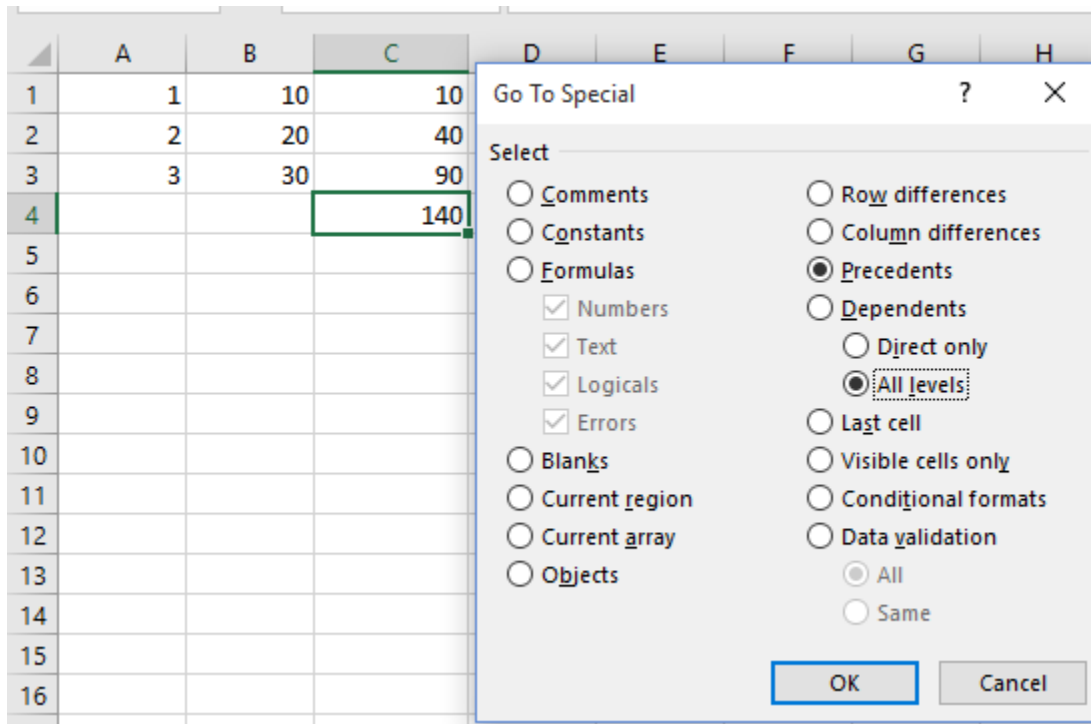 A B C D E F G H
1 1 10 10
2 2 20 40
3 3 30 90
4 140
5
6
7
8
9
10
11
12
13
14
15
16
Go To Special ? ×
Select
Comments
Constants
Formulas
Numbers
Text
Logicals
Errors
Blanks
Current region
Current array
Objects
Row differences
Column differences
Precedents
Dependents
Direct only
All levels
Last cell
Visible cells only
Conditional formats
Data validation
All
Same
OK Cancel